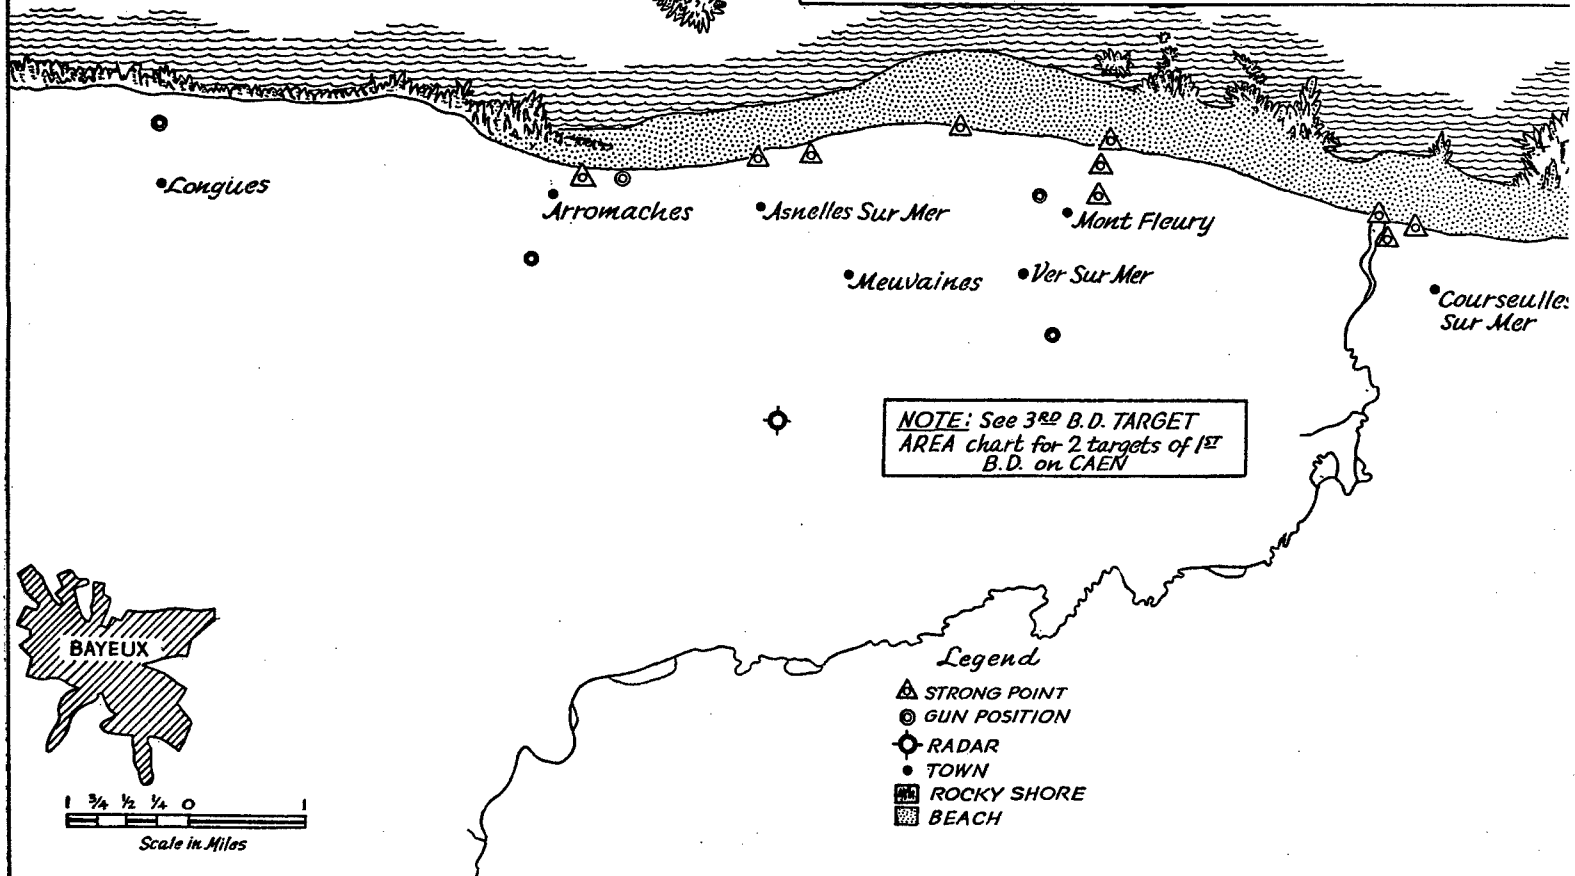 Longues
Arromaches
Asnelles Sur Mer
Mont Fleury
Meuvaines
Ver Sur Mer
Courseulles
Sur Mer
NOTE: See 3RD B.D. TARGET
AREA chart for 2 targets of 1ST
B.D. on CAEN
BAYEUX
Legend
STRONG POINT
GUN POSITION
RADAR
TOWN
ROCKY SHORE
BEACH
1 3/4 1/2 1/4 0 1
Scale in Miles